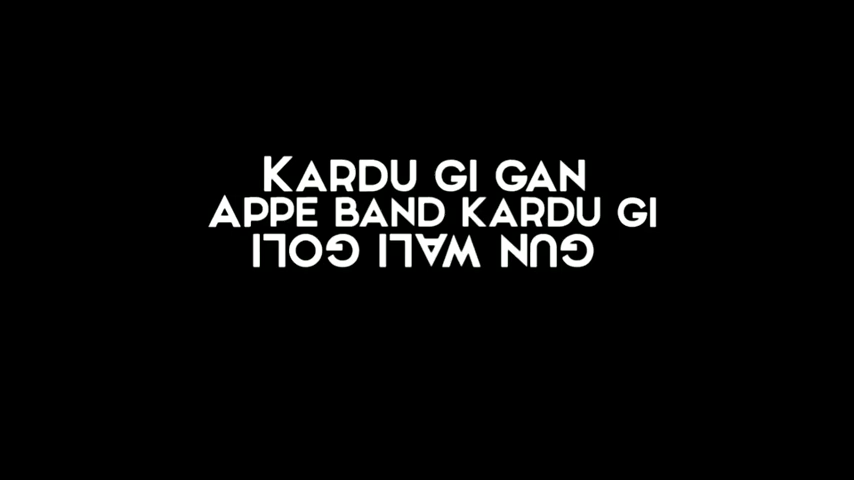 KARDU GI GAN
APPE BAND KARDU GI
GUN WALI GOLI